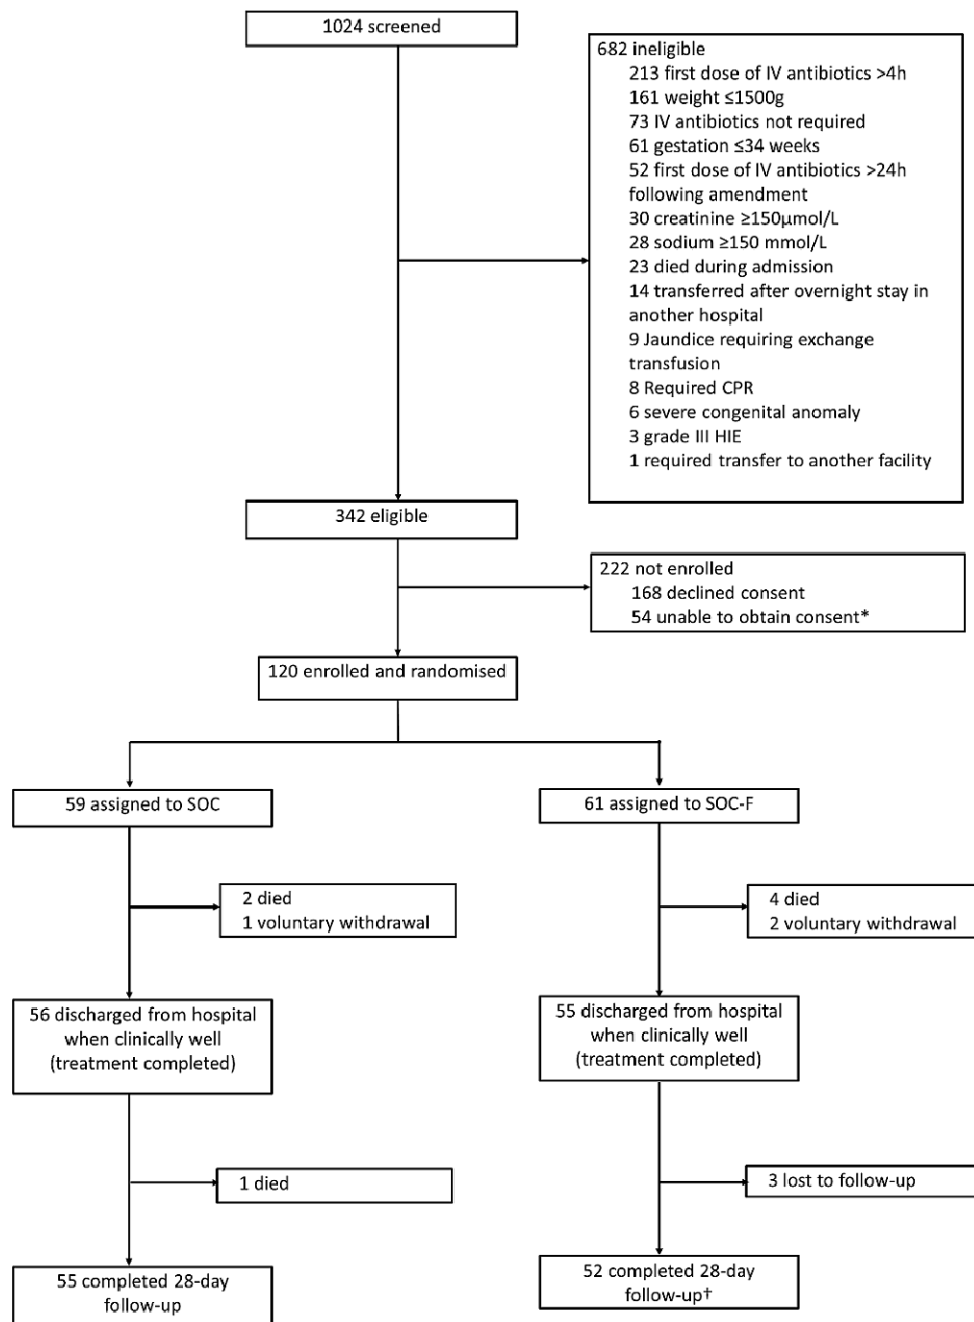 1024 screened
682 ineligible
213 first dose of IV antibiotics >4h
161 weight ≤1500g
73 IV antibiotics not required
61 gestation ≤34 weeks
52 first dose of IV antibiotics >24h
following amendment
30 creatinine ≥150µmol/L
28 sodium ≥150 mmol/L
23 died during admission
14 transferred after overnight stay in
another hospital
9 Jaundice requiring exchange
transfusion
8 Required CPR
6 severe congenital anomaly
3 grade III HIE
1 required transfer to another facility
342 eligible
222 not enrolled
168 declined consent
54 unable to obtain consent*
120 enrolled and randomised
59 assigned to SOC
61 assigned to SOC-F
2 died
1 voluntary withdrawal
4 died
2 voluntary withdrawal
56 discharged from hospital
when clinically well
(treatment completed)
55 discharged from hospital
when clinically well
(treatment completed)
1 died
3 lost to follow-up
55 completed 28-day
follow-up
52 completed 28-day
follow-up†